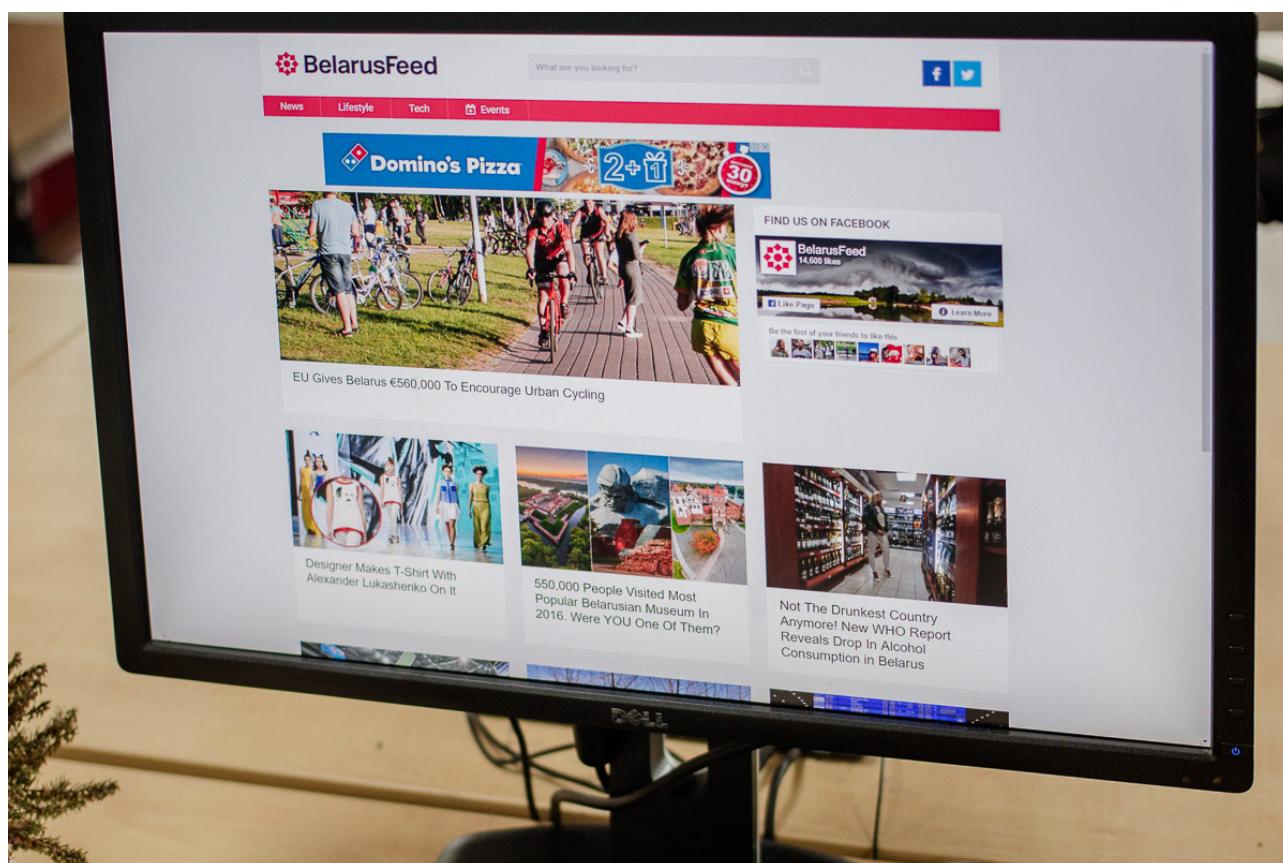 BelarusFeed
What are you looking for?
News
Lifestyle
Tech
Events
Domino's Pizza
2+1
30
EU Gives Belarus €560,000 To Encourage Urban Cycling
FIND US ON FACEBOOK
BelarusFeed
14,600 likes
Like Page
Learn More
Be the first of your friends to like this
Designer Makes T-Shirt With
Alexander Lukashenko On It
550,000 People Visited Most
Popular Belarusian Museum In
2016. Were YOU One Of Them?
Not The Drunkest Country
Anymore! New WHO Report
Reveals Drop In Alcohol
Consumption in Belarus
DELL